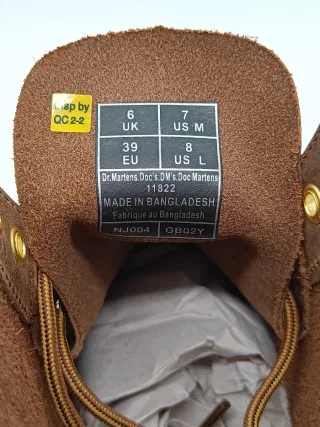 Insp by
QC 2-2
6 7
UK US M
39 8
EU US L
Dr.Martens.Doc's.DM's.Doc Martens
11822
MADE IN BANGLADESH
Fabrique au Bangladesh
NJ004 GB02Y